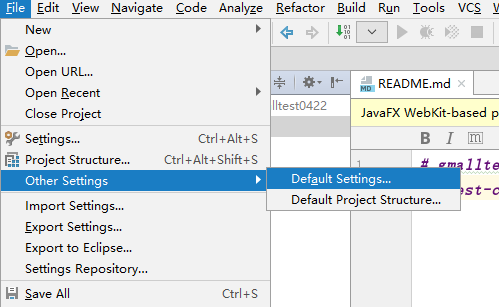 File Edit View Navigate Code Analyze Refactor Build Run Tools VCS
New
Open...
Open URL...
Open Recent
Close Project
Settings... Ctrl+Alt+S
Project Structure... Ctrl+Alt+Shift+S
Other Settings
Import Settings...
Export Settings...
Export to Eclipse...
Settings Repository...
Save All Ctrl+S
Default Settings...
Default Project Structure...
lltest0422
MD README.md
JavaFX WebKit-based p
B I m
1 # gmallte
est-c